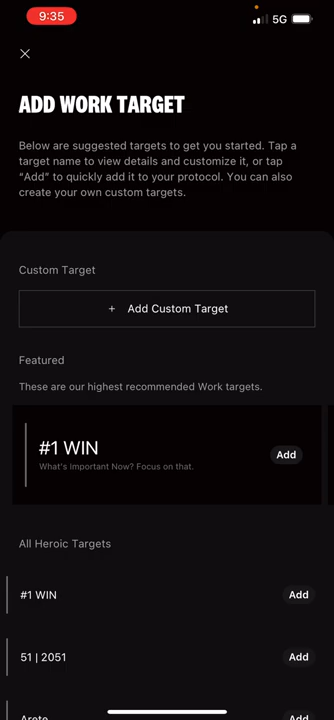 9:35
5G
ADD WORK TARGET
Below are suggested targets to get you started. Tap a
target name to view details and customize it, or tap
“Add” to quickly add it to your protocol. You can also
create your own custom targets.
Custom Target
+ Add Custom Target
Featured
These are our highest recommended Work targets.
#1 WIN
Add
What's Important Now? Focus on that.
All Heroic Targets
#1 WIN
Add
51 | 2051
Add
Arete
Add